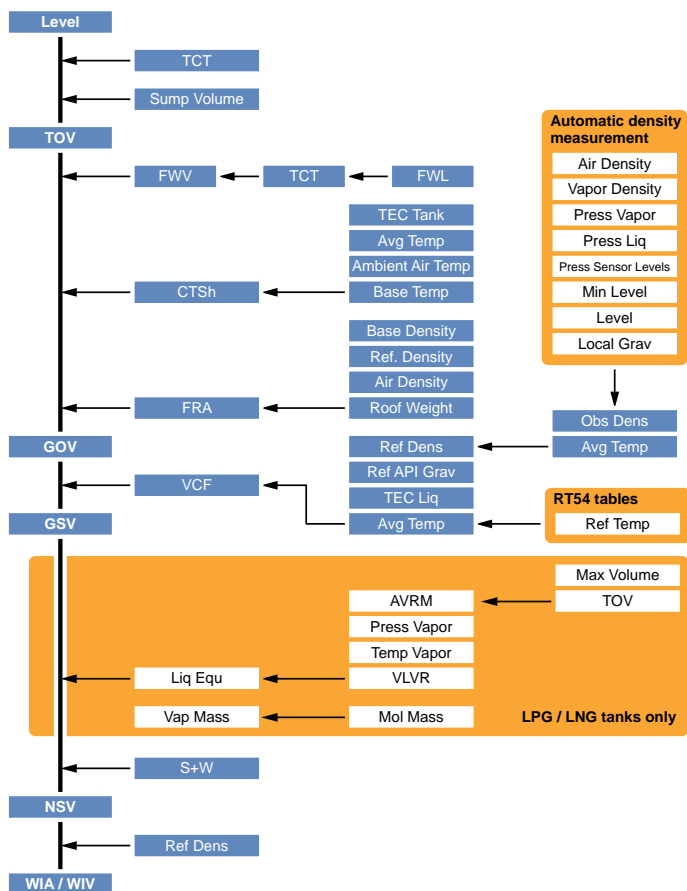 Level
TCT
Sump Volume
TOV
FWV
TCT
FWL
TEC Tank
Avg Temp
Ambient Air Temp
CTSh
Base Temp
Base Density
Ref. Density
Air Density
FRA
Roof Weight
Automatic density
measurement
Air Density
Vapor Density
Press Vapor
Press Liq
Press Sensor Levels
Min Level
Level
Local Grav
Obs Dens
Avg Temp
GOV
Ref Dens
Ref API Grav
VCF
TEC Liq
Avg Temp
RT54 tables
Ref Temp
GSV
Max Volume
AVRM
TOV
Press Vapor
Temp Vapor
Liq Equ
VLVR
Vap Mass
Mol Mass
LPG / LNG tanks only
S+W
NSV
Ref Dens
WIA / WIV